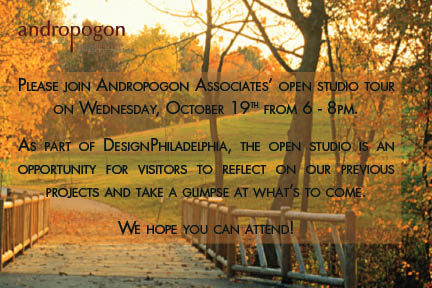 andropogon
Please join Andropogon Associates' open studio tour
on Wednesday, October 19th from 6 - 8pm.
As part of DesignPhiladelphia, the open studio is an
opportunity for visitors to reflect on our previous
projects and take a glimpse at what's to come.
We hope you can attend!